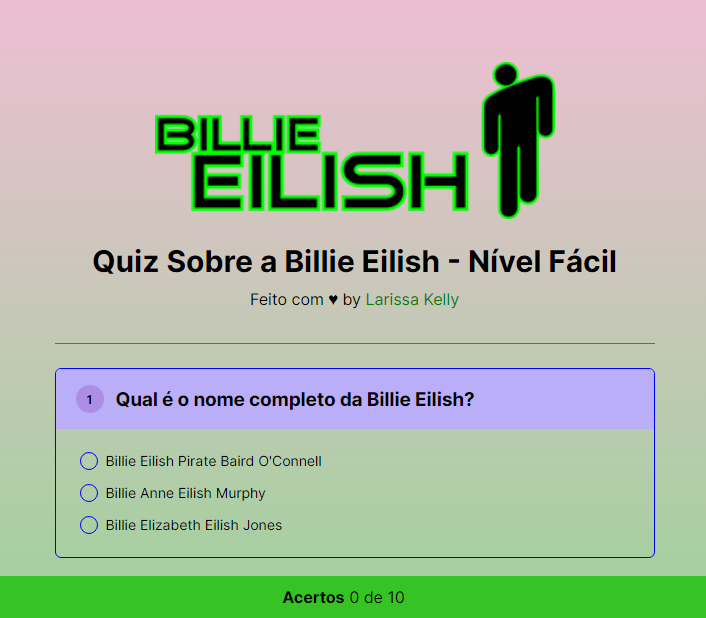 BILLIE
EILISH
Quiz Sobre a Billie Eilish - Nível Fácil
Feito com ♥ by Larissa Kelly
1 Qual é o nome completo da Billie Eilish?
Billie Eilish Pirate Baird O'Connell
Billie Anne Eilish Murphy
Billie Elizabeth Eilish Jones
Acertos 0 de 10